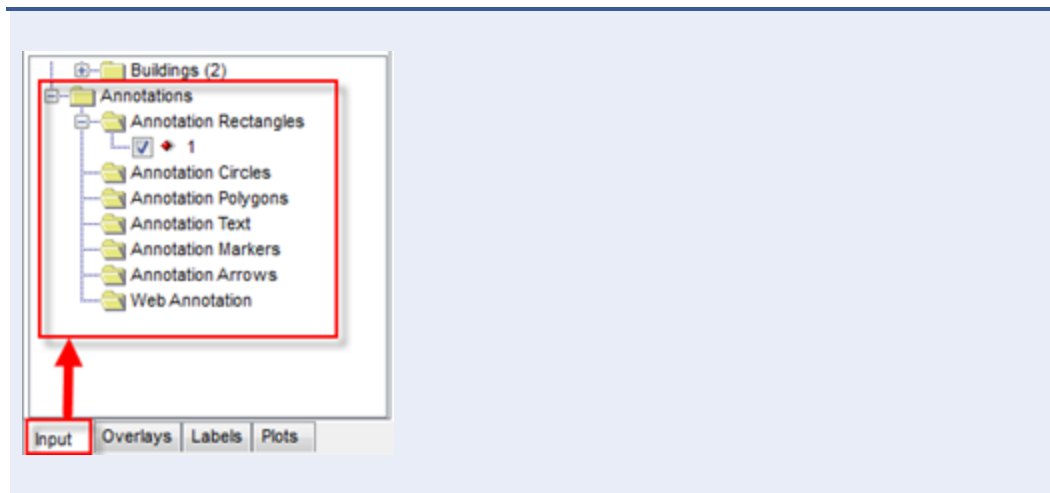 Buildings (2)
Annotations
Annotation Rectangles
1
Annotation Circles
Annotation Polygons
Annotation Text
Annotation Markers
Annotation Arrows
Web Annotation
Input Overlays Labels Plots